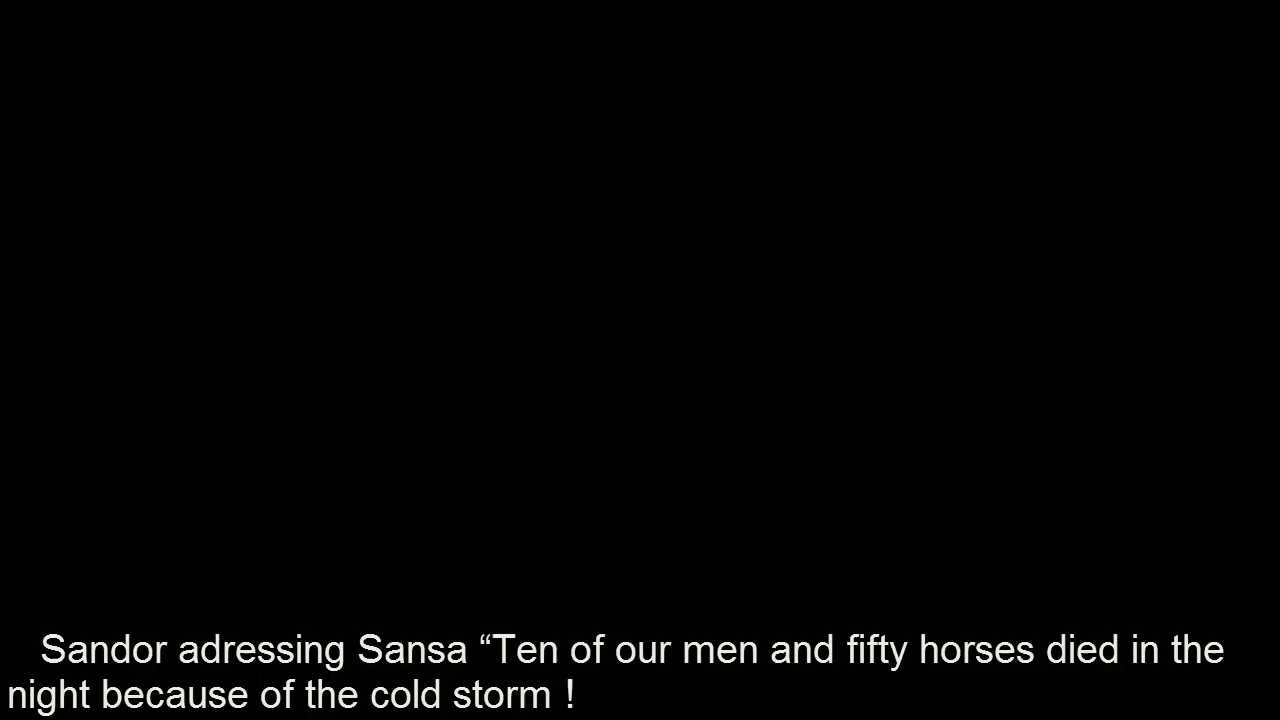 Sandor adressing Sansa “Ten of our men and fifty horses died in the
night because of the cold storm !